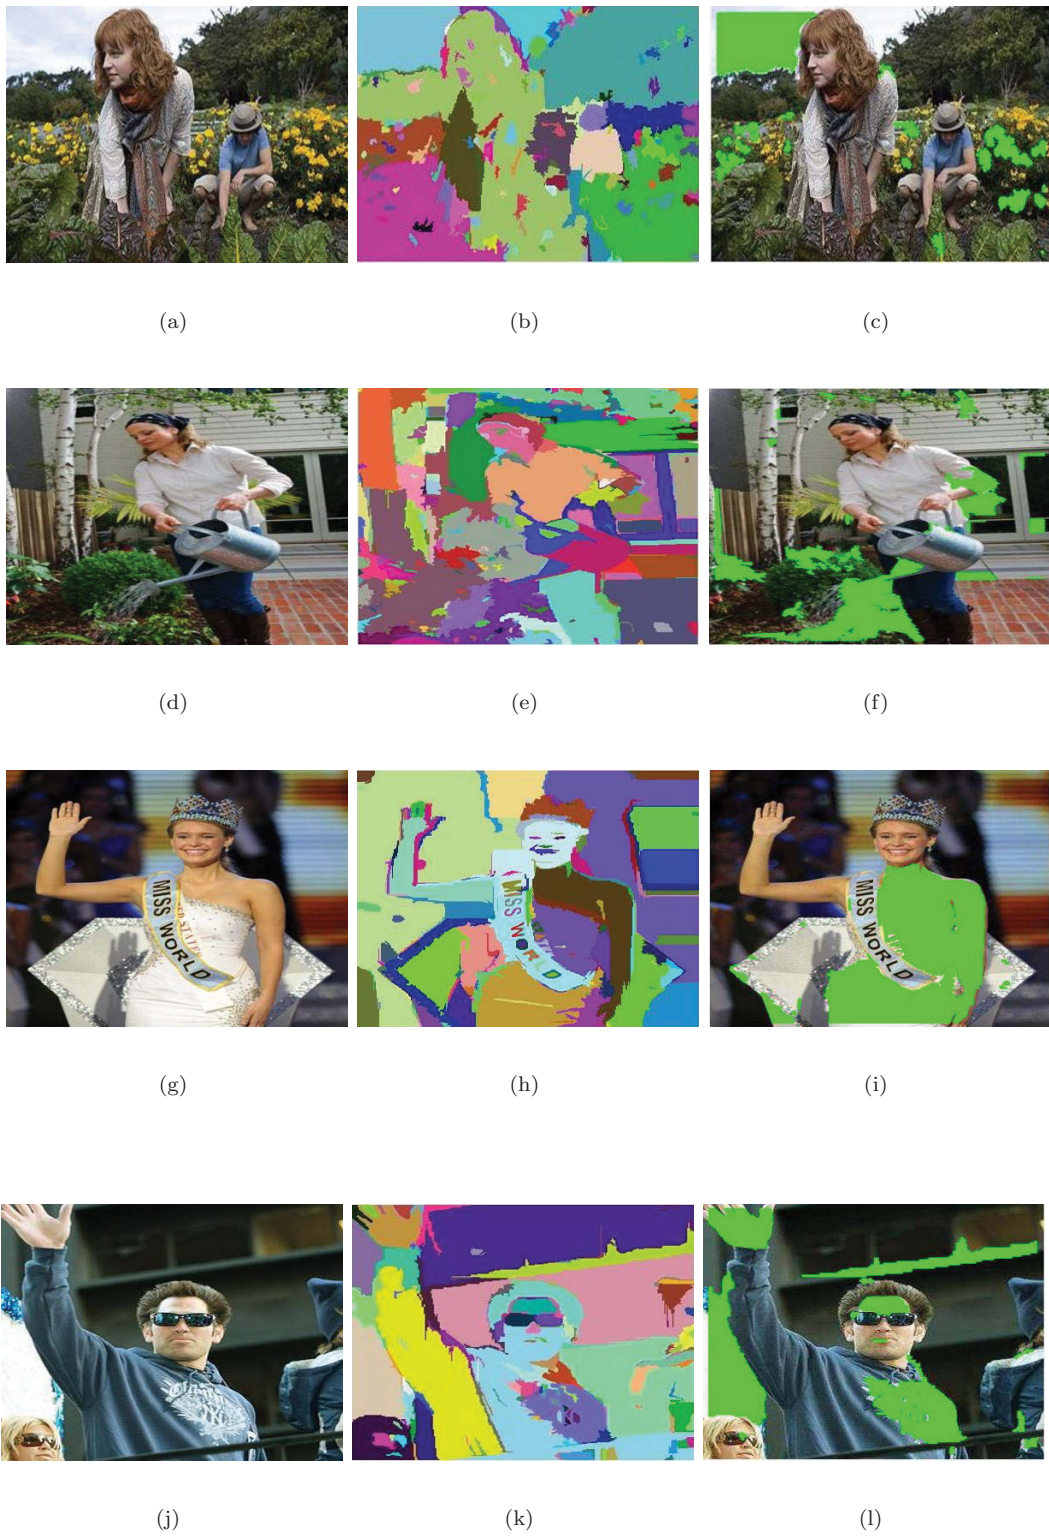 (a) (b) (c)
(d) (e) (f)
MISS WORLD
MISS WORLD
MISS WORLD
(g) (h) (i)
(j) (k) (l)